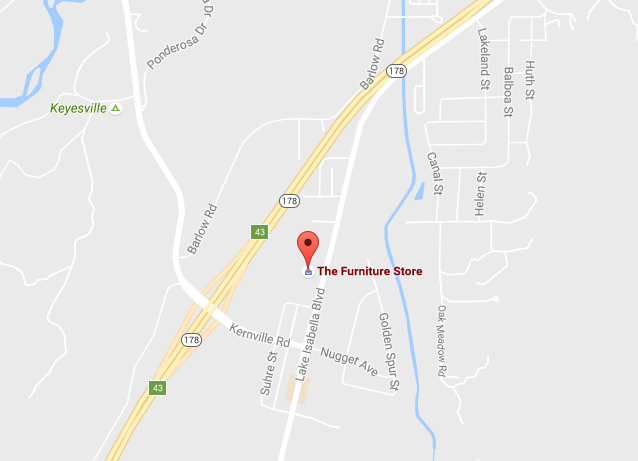 Ponderosa Dr
a Dr
Barlow Rd
178
Lakeland St
Balboa St
Huth St
Keyesville
Canal St
Helen St
178
Barlow Rd
43
The Furniture Store
Lake Isabella Blvd
Golden Spur St
Oak Meadow Rd
Kernville Rd
178
Nugget Ave
Suhre St
43